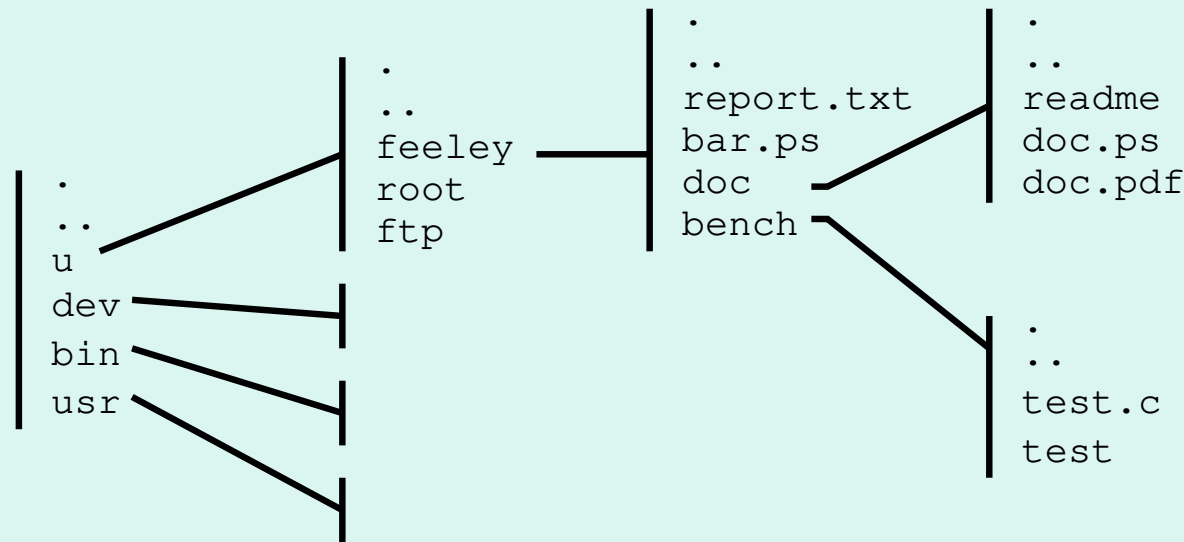 .
..
u
dev
bin
usr
.
..
feeley
root
ftp
.
..
report.txt
bar.ps
doc
bench
.
..
readme
doc.ps
doc.pdf
.
..
test.c
test